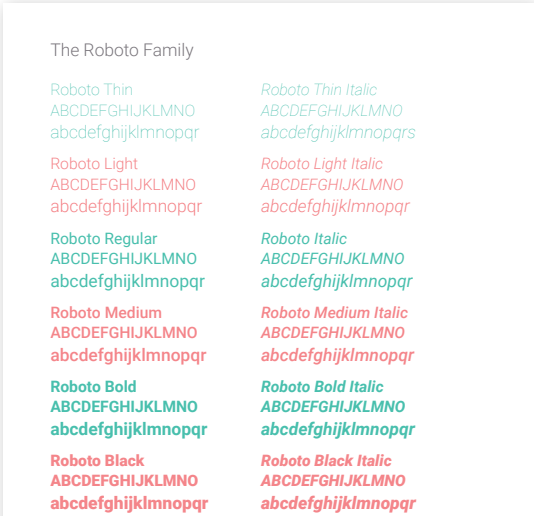 The Roboto Family
Roboto Thin
ABCDEFGHIJKLMNO
abcdefghijklmnopqr
Roboto Thin Italic
ABCDEFGHIJKLMNO
abcdefghijklmnopqrs
Roboto Light
ABCDEFGHIJKLMNO
abcdefghijklmnopqr
Roboto Light Italic
ABCDEFGHIJKLMNO
abcdefghijklmnopqr
Roboto Regular
ABCDEFGHIJKLMNO
abcdefghijklmnopqr
Roboto Italic
ABCDEFGHIJKLMNO
abcdefghijklmnopqr
Roboto Medium
ABCDEFGHIJKLMNO
abcdefghijklmnopqr
Roboto Medium Italic
ABCDEFGHIJKLMNO
abcdefghijklmnopqr
Roboto Bold
ABCDEFGHIJKLMNO
abcdefghijklmnopqr
Roboto Bold Italic
ABCDEFGHIJKLMNO
abcdefghijklmnopqr
Roboto Black
ABCDEFGHIJKLMNO
abcdefghijklmnopqr
Roboto Black Italic
ABCDEFGHIJKLMNO
abcdefghijklmnopqr